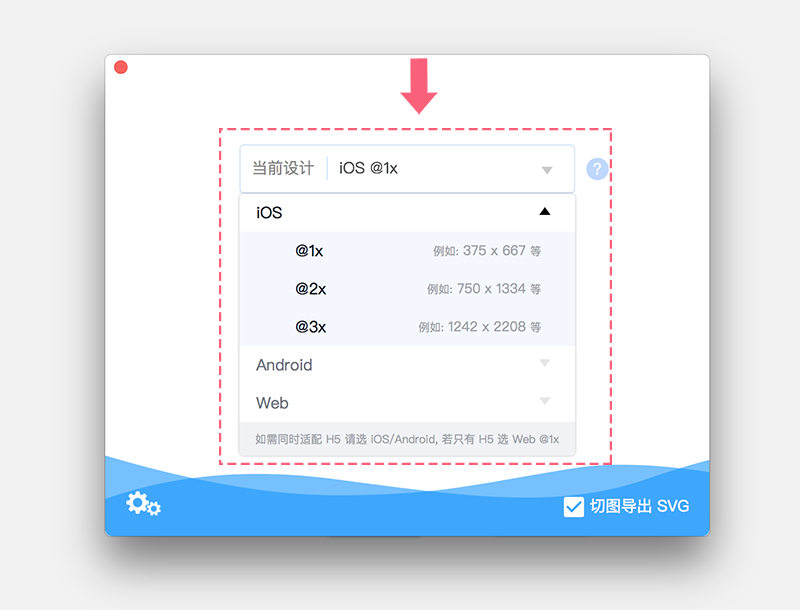 当前设计 iOS @1x ?
iOS
@1x 例如: 375 x 667 等
@2x 例如: 750 x 1334 等
@3x 例如: 1242 x 2208 等
Android
Web
如需同时适配 H5 请选 iOS/Android, 若只有 H5 选 Web @1x
切图导出 SVG